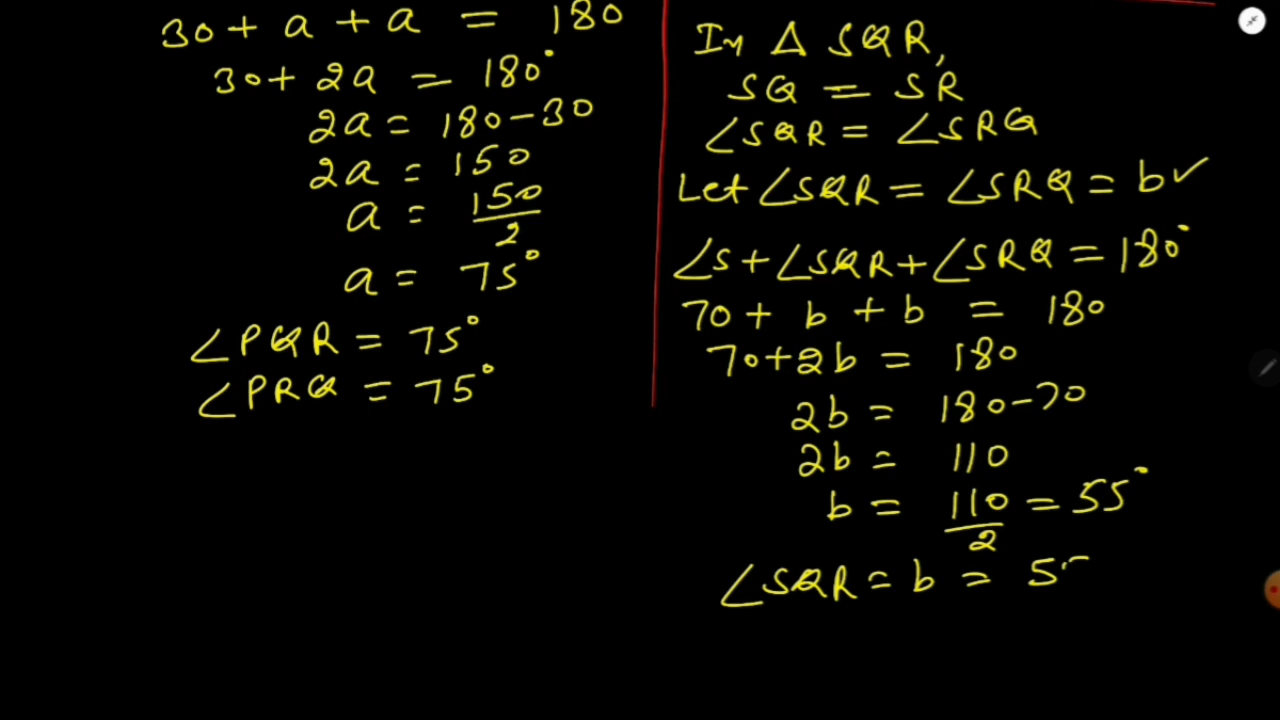 30 + a + a = 180
30 + 2a = 180°
2a = 180 - 30
2a = 150
a = 150/2
a = 75°
∠PQR = 75°
∠PRQ = 75°
In Δ SQR,
SQ = SR
∠SQR = ∠SRQ
Let ∠SQR = ∠SRQ = b ✓
∠S + ∠SQR + ∠SRQ = 180°
70 + b + b = 180
70 + 2b = 180
2b = 180 - 70
2b = 110
b = 110/2 = 55°
∠SQR = b = 5